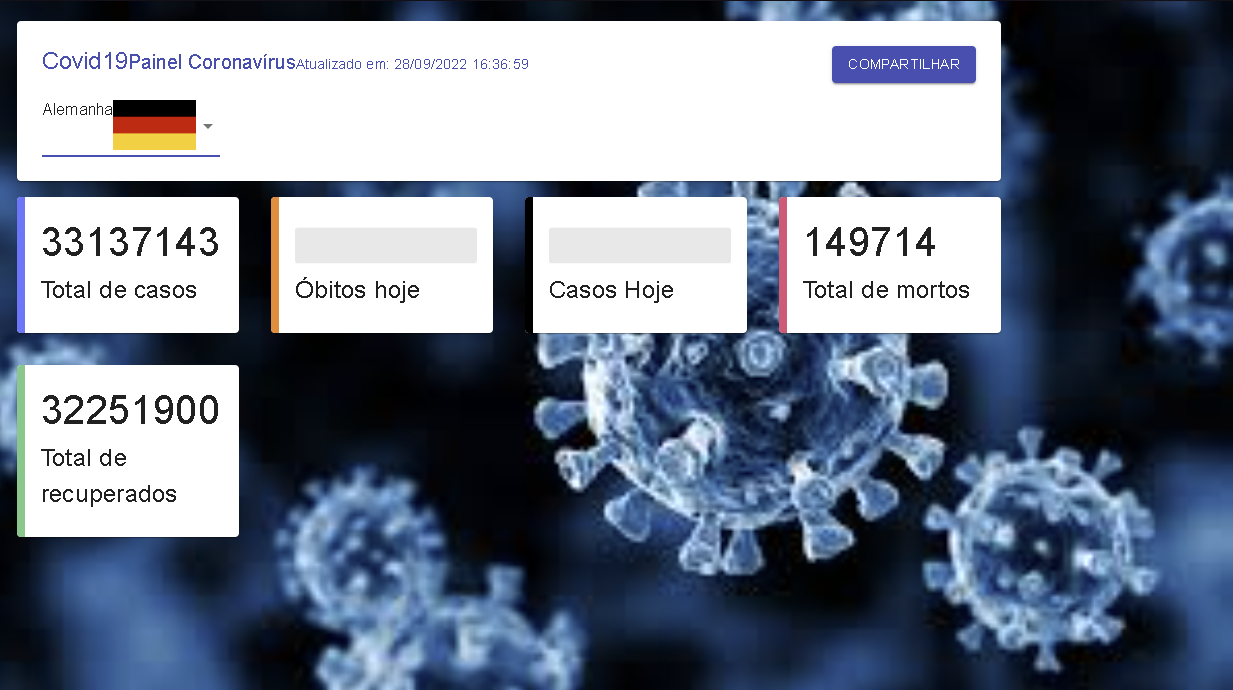 Covid19Painel CoronavírusAtualizado em: 28/09/2022 16:36:59
COMPARTILHAR
Alemanha
33137143
Total de casos
Óbitos hoje
Casos Hoje
149714
Total de mortos
32251900
Total de
recuperados